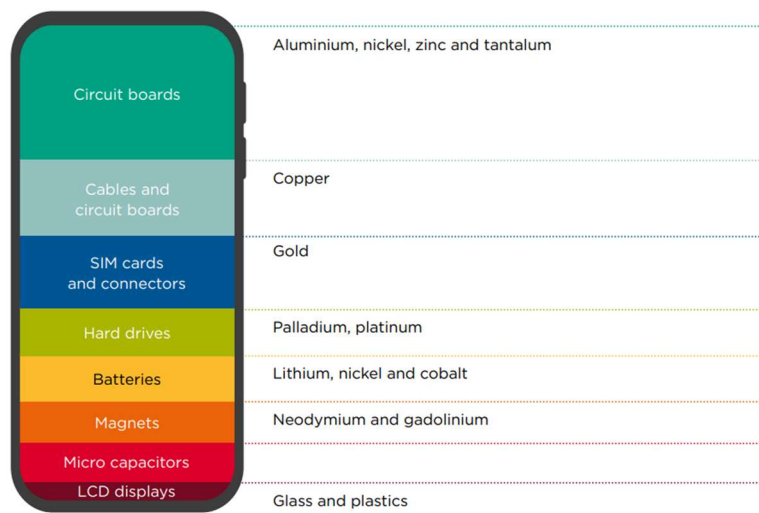 Circuit boards
Aluminium, nickel, zinc and tantalum
Cables and
circuit boards
Copper
SIM cards
and connectors
Gold
Hard drives
Palladium, platinum
Batteries
Lithium, nickel and cobalt
Magnets
Neodymium and gadolinium
Micro capacitors
LCD displays
Glass and plastics